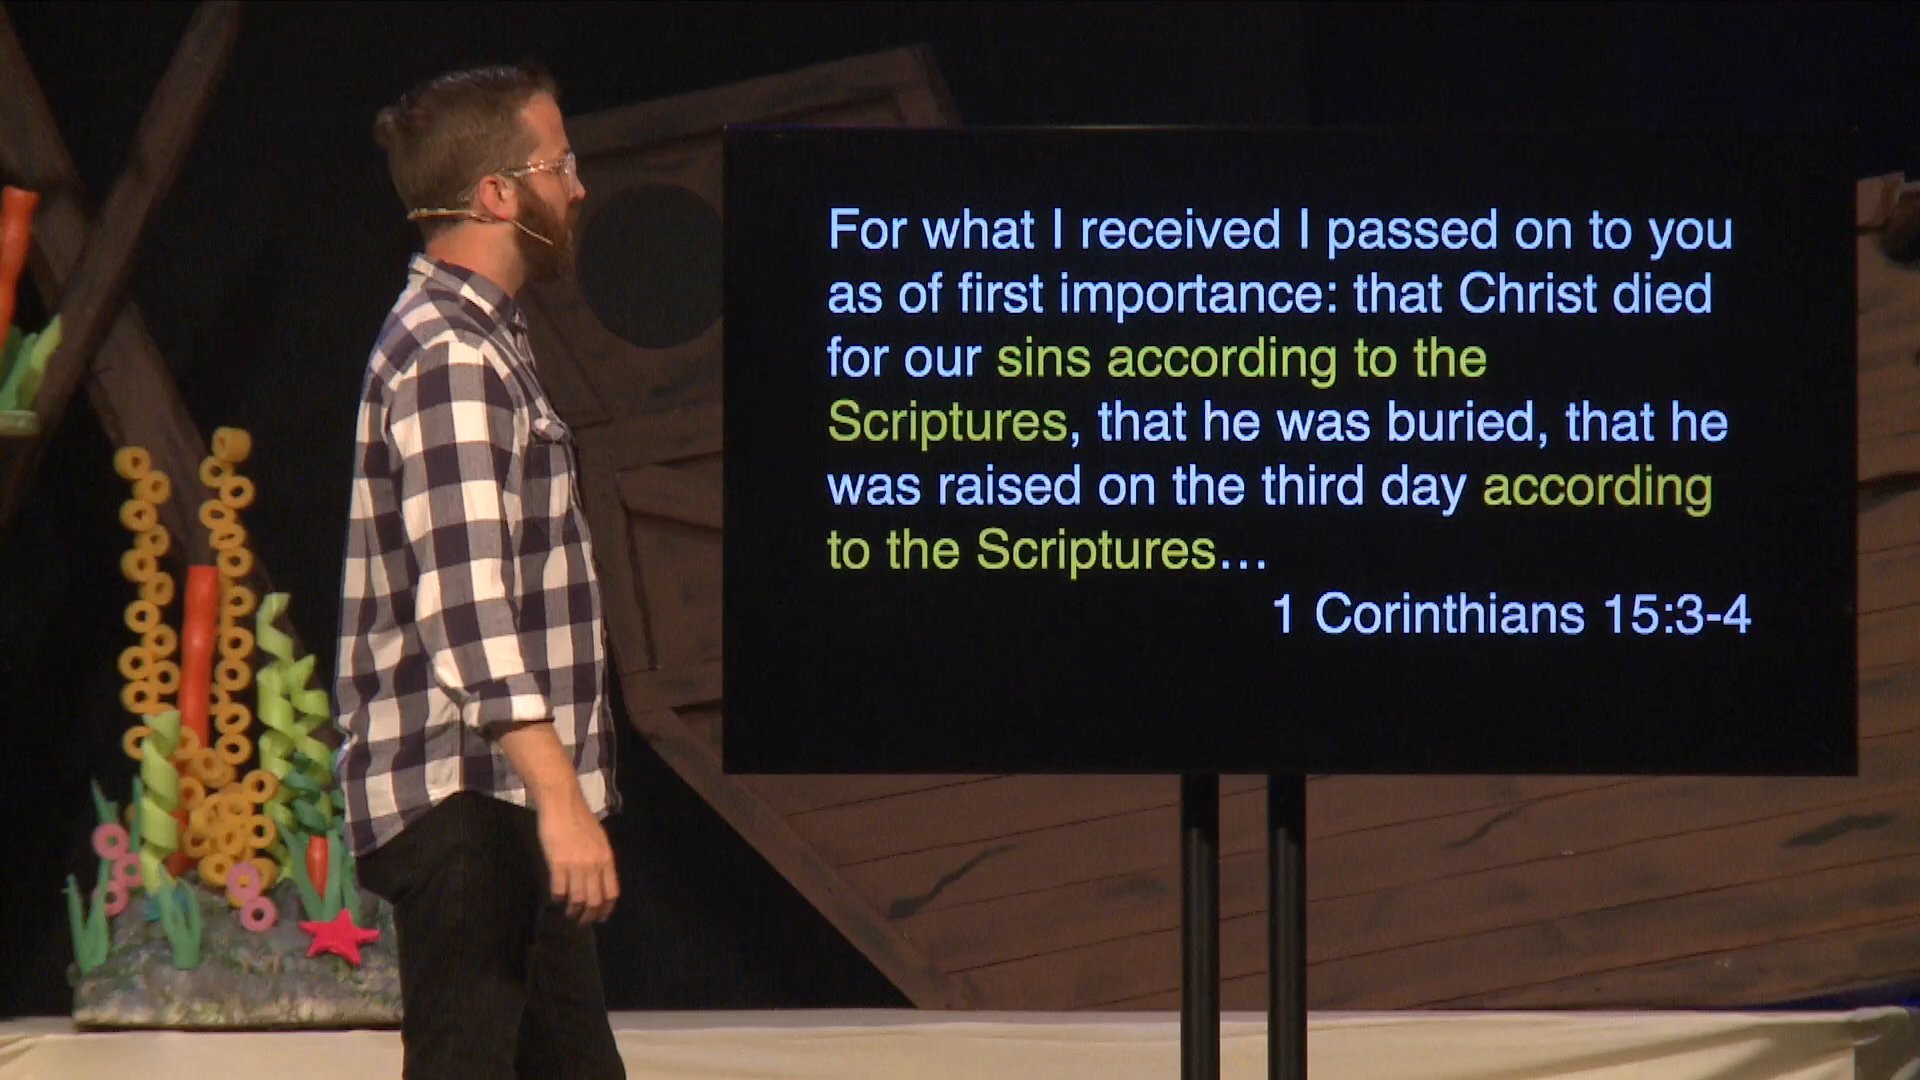 For what I received I passed on to you
as of first importance: that Christ died
for our sins according to the
Scriptures, that he was buried, that he
was raised on the third day according
to the Scriptures…
1 Corinthians 15:3-4